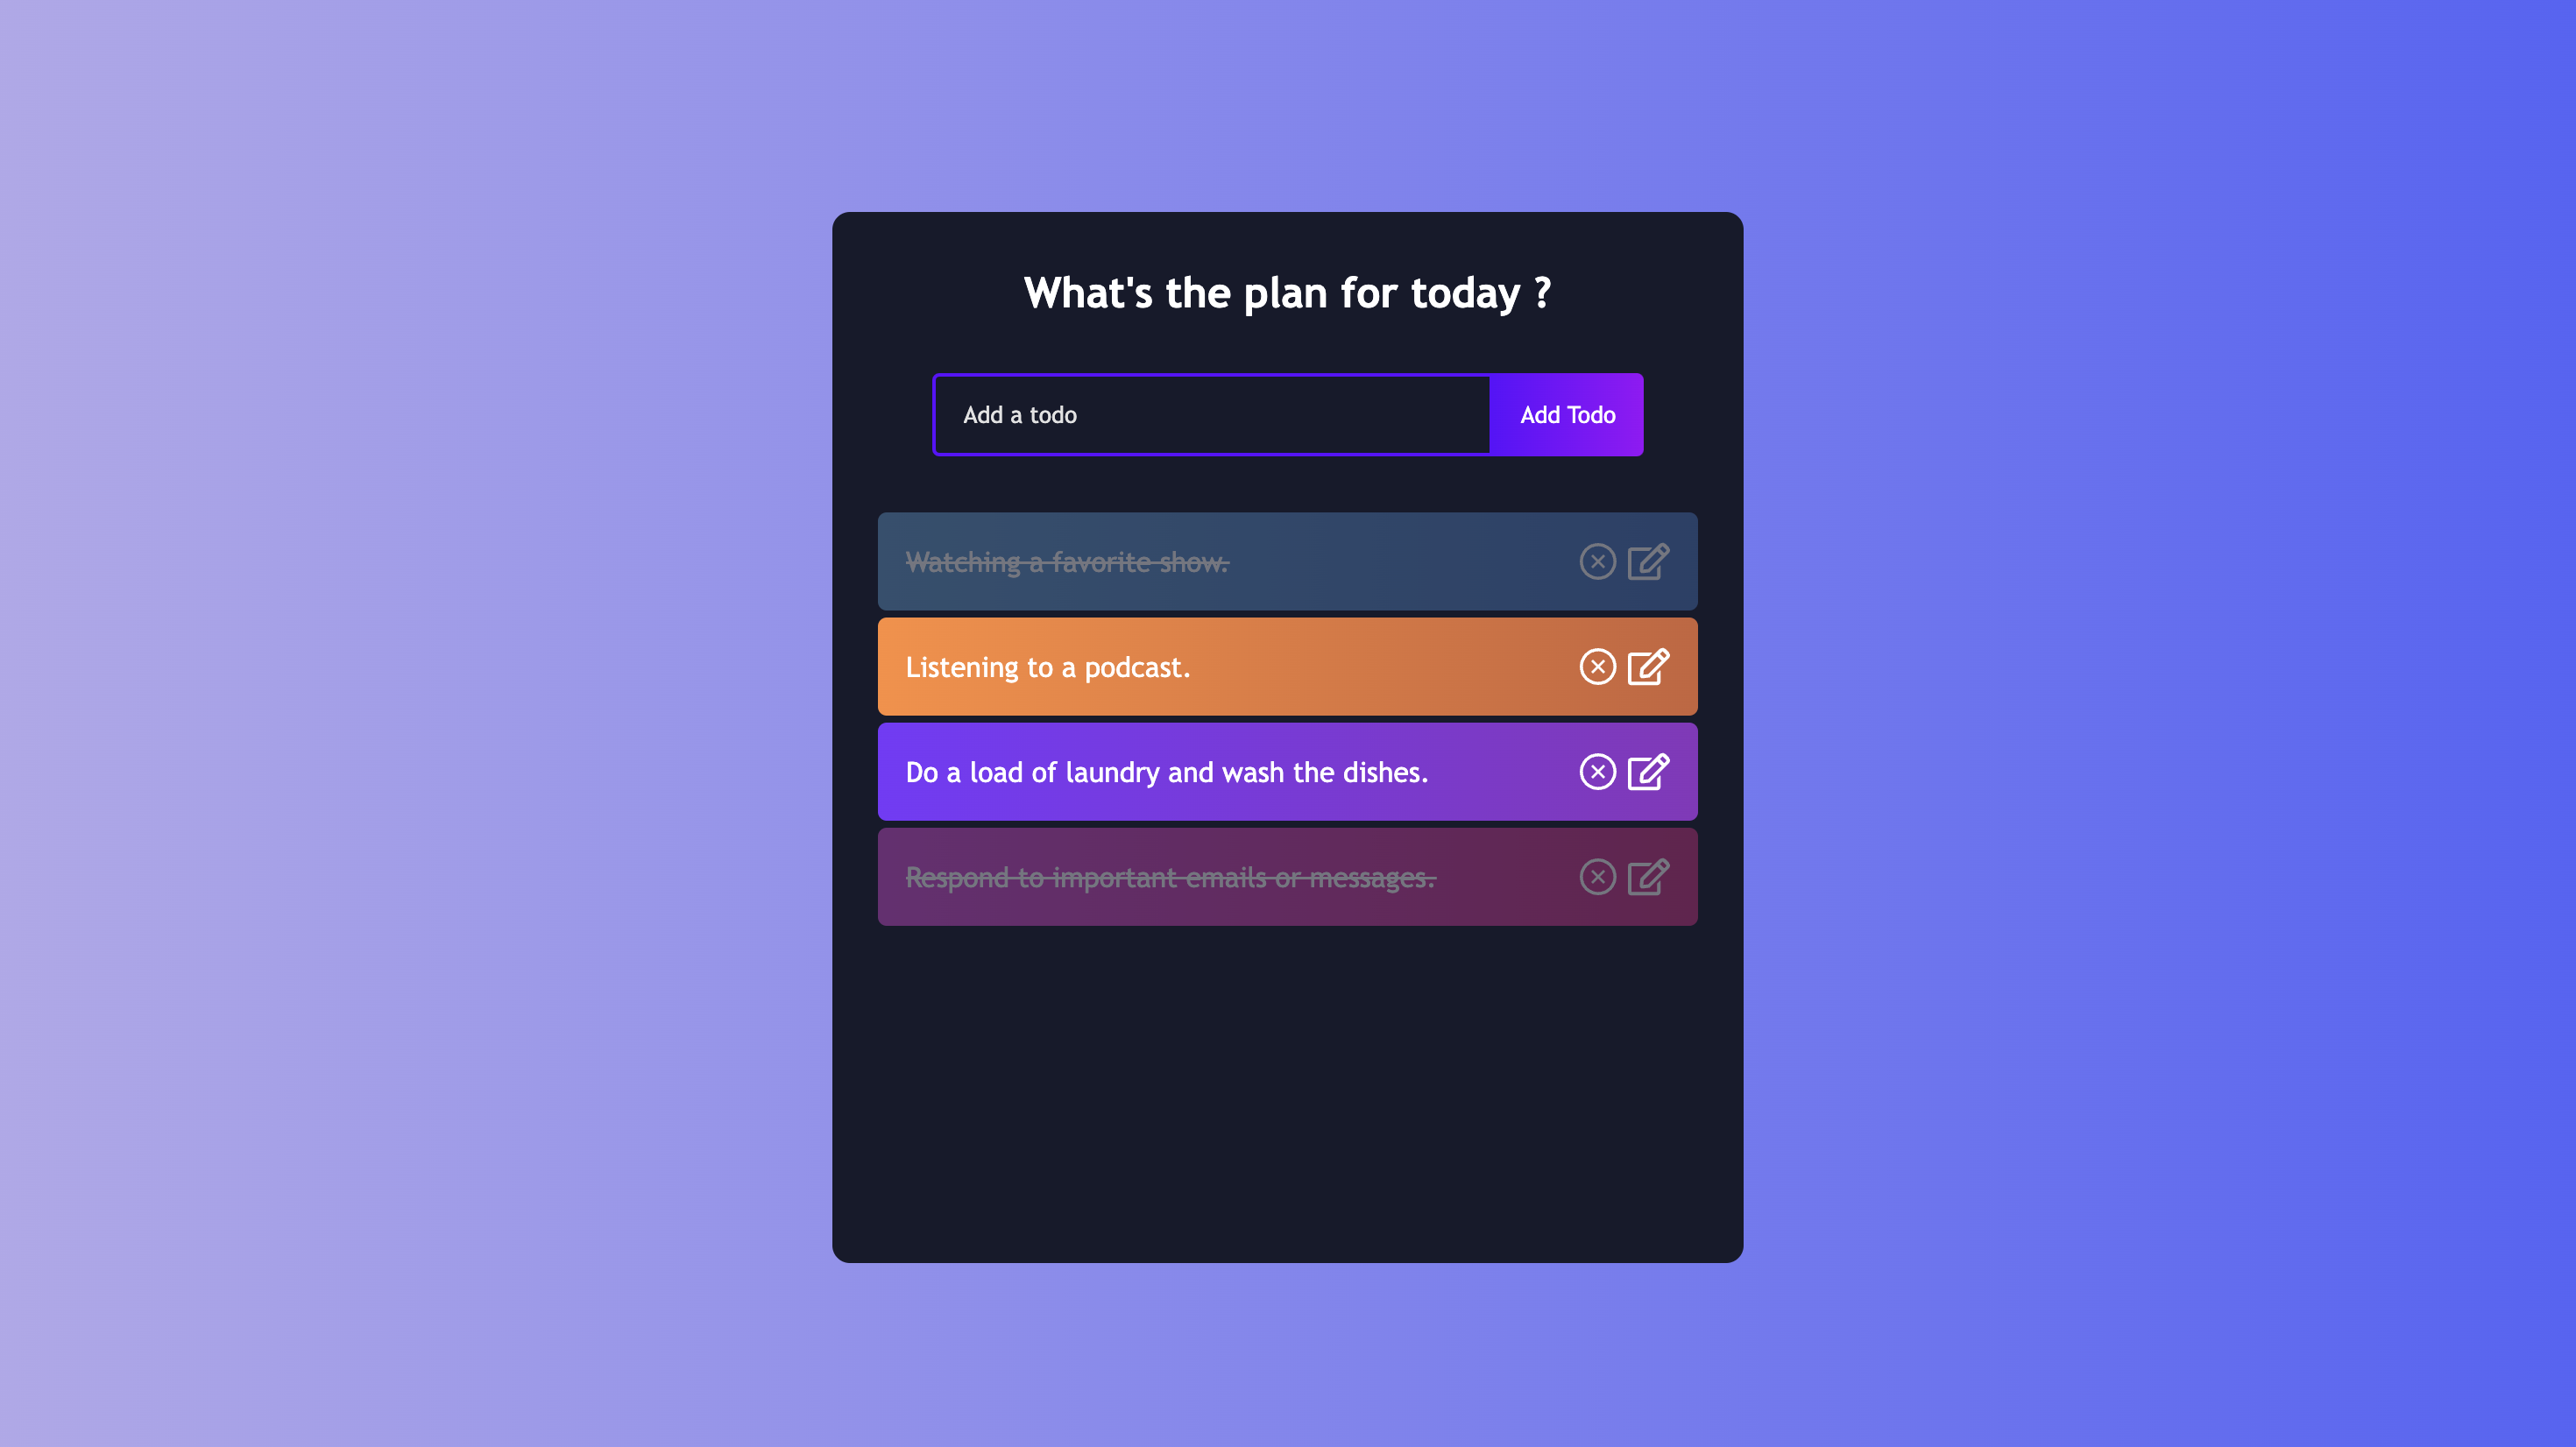 What's the plan for today ?
Add a todo
Add Todo
Watching a favorite show.
Listening to a podcast.
Do a load of laundry and wash the dishes.
Respond to important emails or messages.